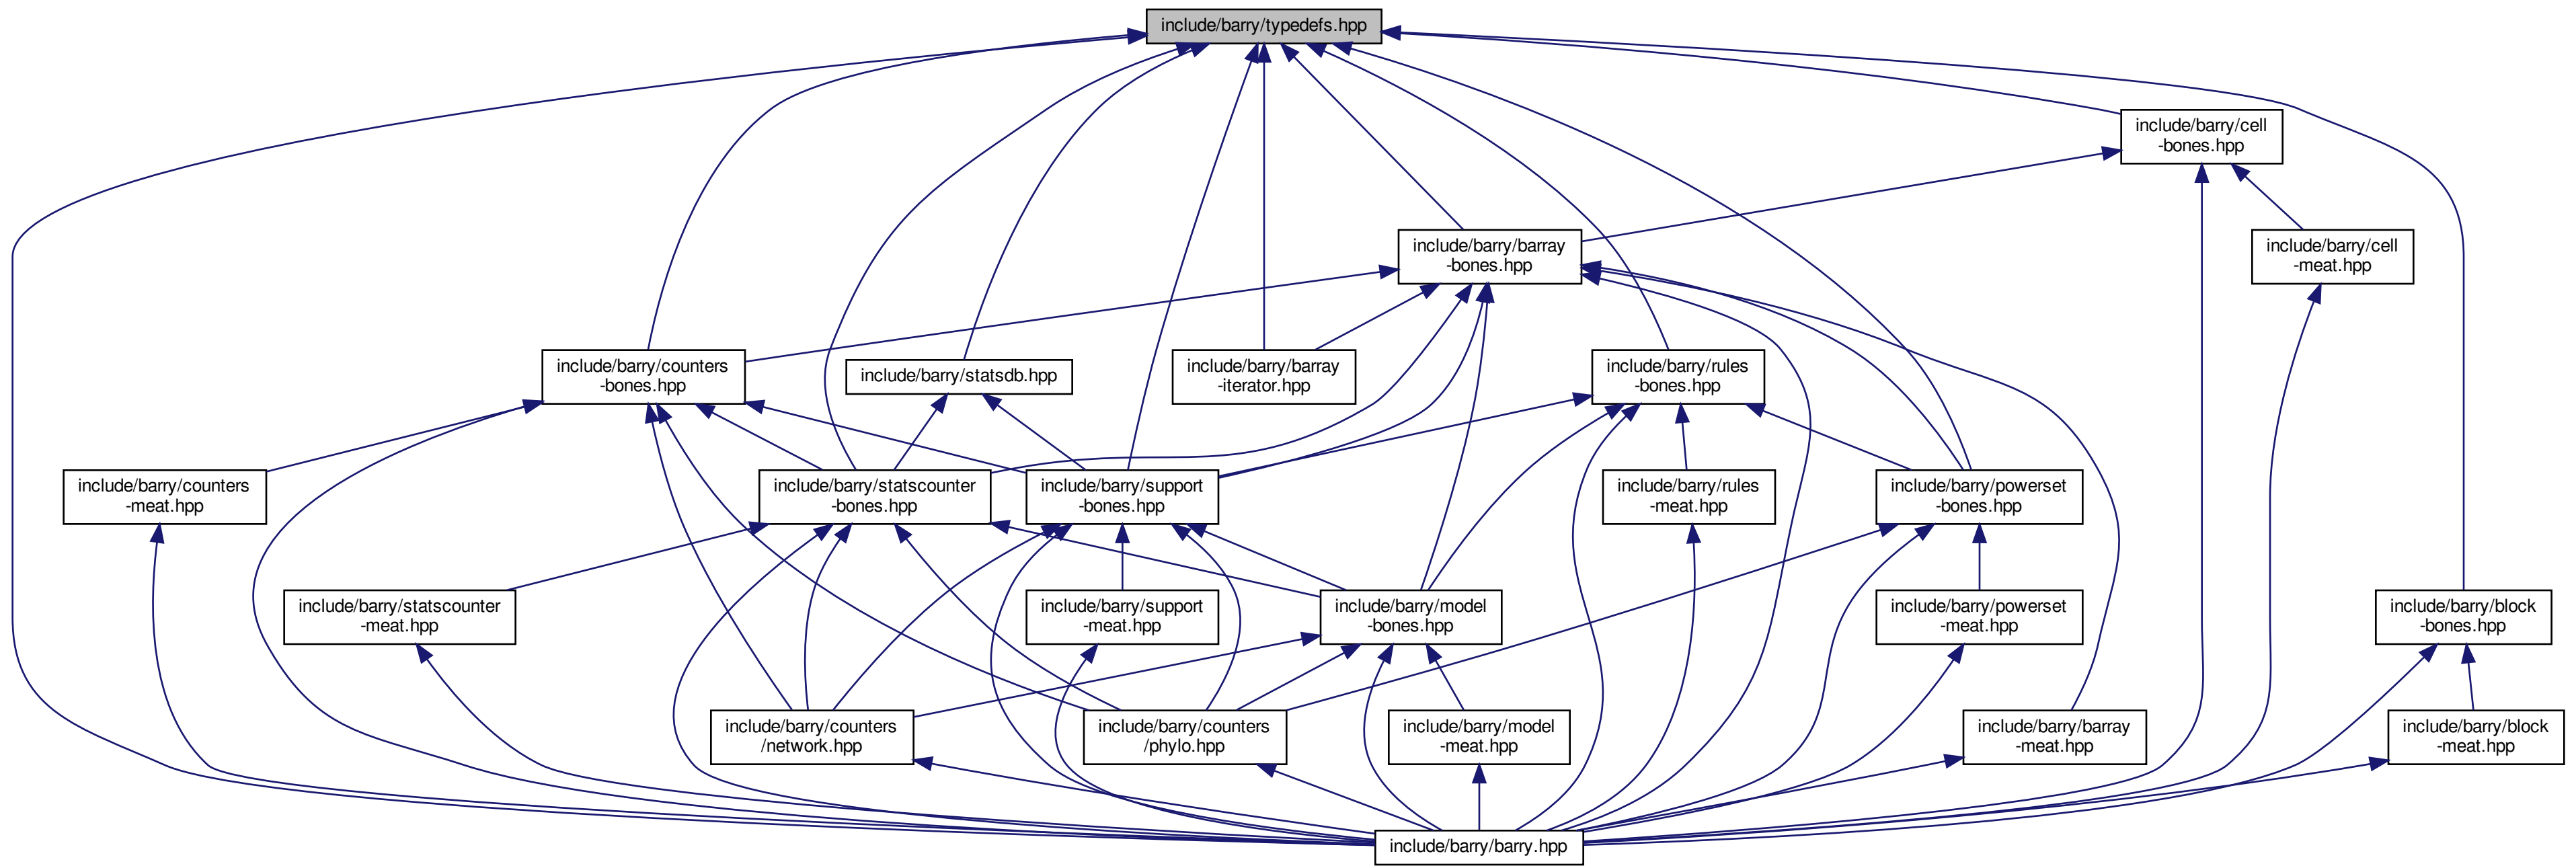 include/barry/typedefs.hpp
include/barry/cell
-bones.hpp
include/barry/barray
-bones.hpp
include/barry/cell
-meat.hpp
include/barry/counters
-bones.hpp
include/barry/statsdb.hpp
include/barry/barray
-iterator.hpp
include/barry/rules
-bones.hpp
include/barry/counters
-meat.hpp
include/barry/statscounter
-bones.hpp
include/barry/support
-bones.hpp
include/barry/rules
-meat.hpp
include/barry/powerset
-bones.hpp
include/barry/statscounter
-meat.hpp
include/barry/support
-meat.hpp
include/barry/model
-bones.hpp
include/barry/powerset
-meat.hpp
include/barry/block
-bones.hpp
include/barry/counters
/network.hpp
include/barry/counters
/phylo.hpp
include/barry/model
-meat.hpp
include/barry/barray
-meat.hpp
include/barry/block
-meat.hpp
include/barry/barry.hpp